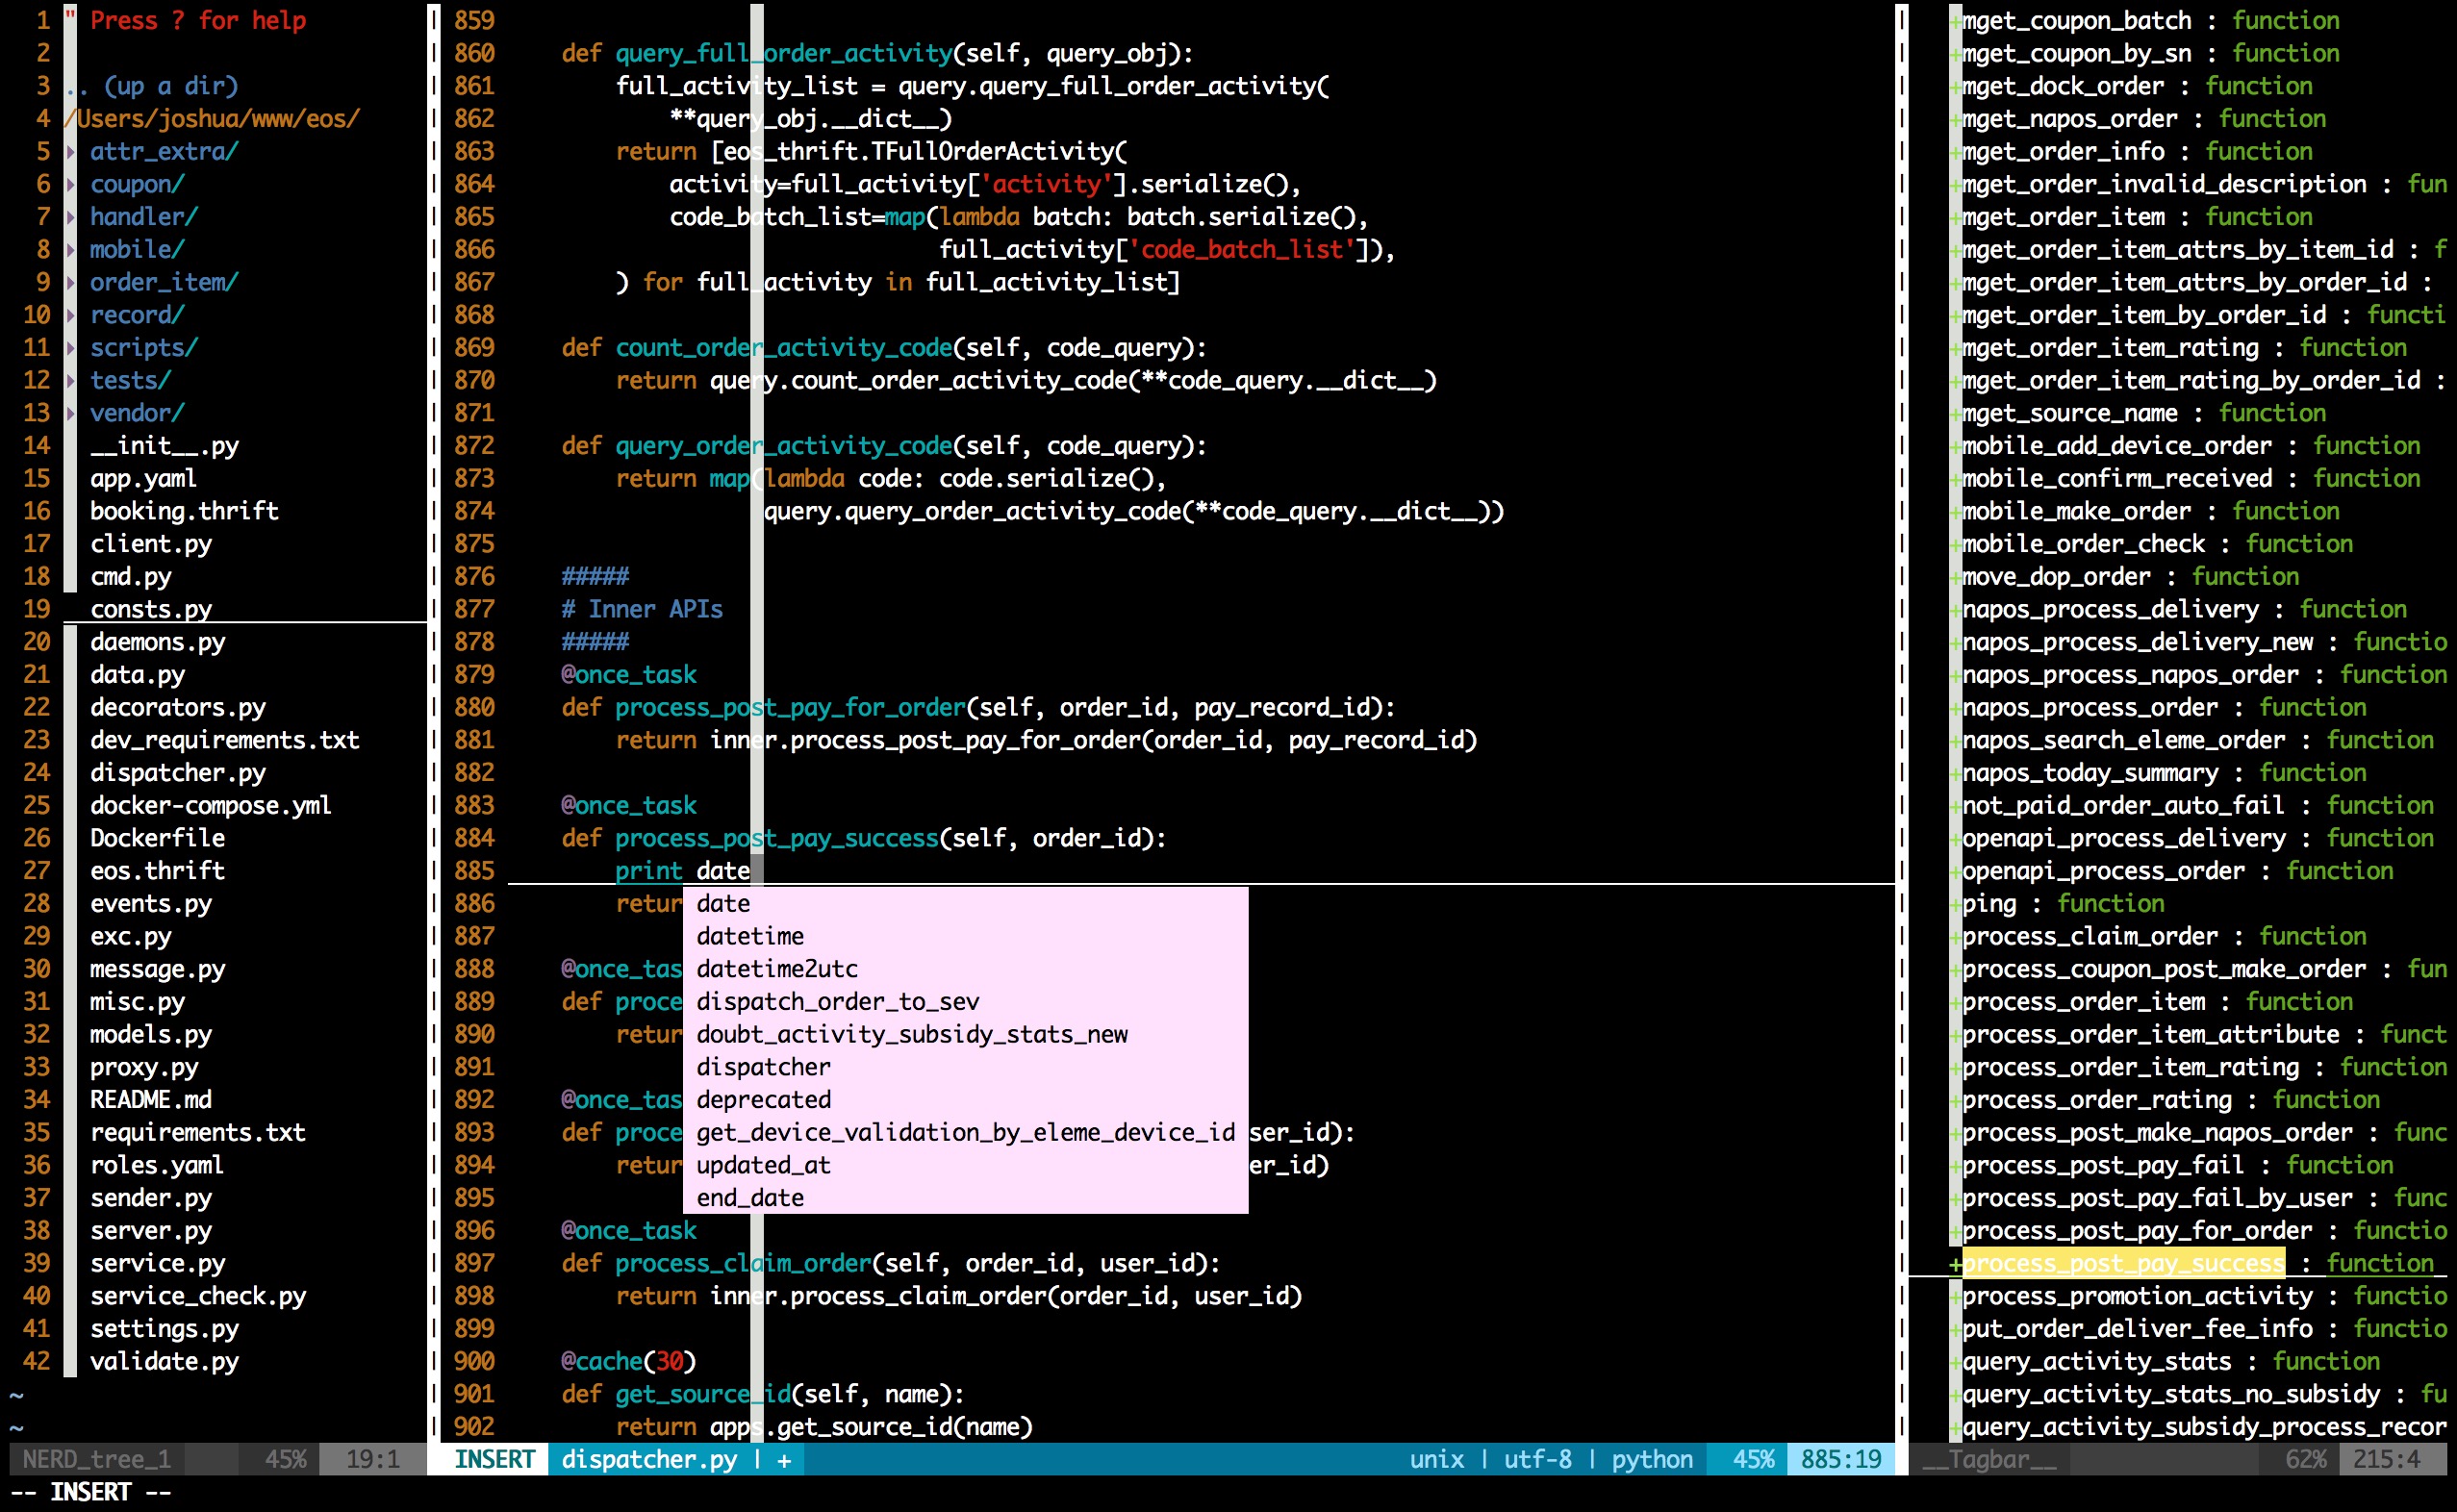 1 " Press ? for help
2
3 .. (up a dir)
4 /Users/joshua/www/eos/
5 ▸ attr_extra/
6 ▸ coupon/
7 ▸ handler/
8 ▸ mobile/
9 ▸ order_item/
10 ▸ record/
11 ▸ scripts/
12 ▸ tests/
13 ▸ vendor/
14 __init__.py
15 app.yaml
16 booking.thrift
17 client.py
18 cmd.py
19 consts.py
20 daemons.py
21 data.py
22 decorators.py
23 dev_requirements.txt
24 dispatcher.py
25 docker-compose.yml
26 Dockerfile
27 eos.thrift
28 events.py
29 exc.py
30 message.py
31 misc.py
32 models.py
33 proxy.py
34 README.md
35 requirements.txt
36 roles.yaml
37 sender.py
38 server.py
39 service.py
40 service_check.py
41 settings.py
42 validate.py
~
~
NERD_tree_1 45% 19:1
859
860 def query_full_order_activity(self, query_obj):
861 full_activity_list = query.query_full_order_activity(
862 **query_obj.__dict__)
863 return [eos_thrift.TFullOrderActivity(
864 activity=full_activity['activity'].serialize(),
865 code_batch_list=map(lambda batch: batch.serialize(),
866 full_activity['code_batch_list']),
867 ) for full_activity in full_activity_list]
868
869 def count_order_activity_code(self, code_query):
870 return query.count_order_activity_code(**code_query.__dict__)
871
872 def query_order_activity_code(self, code_query):
873 return map(lambda code: code.serialize(),
874 query.query_order_activity_code(**code_query.__dict__))
875
876 #####
877 # Inner APIs
878 #####
879 @once_task
880 def process_post_pay_for_order(self, order_id, pay_record_id):
881 return inner.process_post_pay_for_order(order_id, pay_record_id)
882
883 @once_task
884 def process_post_pay_success(self, order_id):
885 print date
886 retur date
887 datetime
888 @once_tas datetime2utc
889 def proce dispatch_order_to_sev
890 retur doubt_activity_subsidy_stats_new
891 dispatcher
892 @once_tas deprecated
893 def proce get_device_validation_by_eleme_device_id ser_id):
894 retur updated_at er_id)
895 end_date
896 @once_task
897 def process_claim_order(self, order_id, user_id):
898 return inner.process_claim_order(order_id, user_id)
899
900 @cache(30)
901 def get_source_id(self, name):
902 return apps.get_source_id(name)
INSERT dispatcher.py | + unix | utf-8 | python 45% 885:19
+mget_coupon_batch : function
+mget_coupon_by_sn : function
+mget_dock_order : function
+mget_napos_order : function
+mget_order_info : function
+mget_order_invalid_description : fun
+mget_order_item : function
+mget_order_item_attrs_by_item_id : f
+mget_order_item_attrs_by_order_id :
+mget_order_item_by_order_id : functi
+mget_order_item_rating : function
+mget_order_item_rating_by_order_id :
+mget_source_name : function
+mobile_add_device_order : function
+mobile_confirm_received : function
+mobile_make_order : function
+mobile_order_check : function
+move_dop_order : function
+napos_process_delivery : function
+napos_process_delivery_new : functio
+napos_process_napos_order : function
+napos_process_order : function
+napos_search_eleme_order : function
+napos_today_summary : function
+not_paid_order_auto_fail : function
+openapi_process_delivery : function
+openapi_process_order : function
+ping : function
+process_claim_order : function
+process_coupon_post_make_order : fun
+process_order_item : function
+process_order_item_attribute : funct
+process_order_item_rating : function
+process_order_rating : function
+process_post_make_napos_order : func
+process_post_pay_fail : function
+process_post_pay_fail_by_user : func
+process_post_pay_for_order : functio
+process_post_pay_success : function
+process_promotion_activity : functio
+put_order_deliver_fee_info : functio
+query_activity_stats : function
+query_activity_stats_no_subsidy : fu
+query_activity_subsidy_process_recor
__Tagbar__ 62% 215:4
-- INSERT --